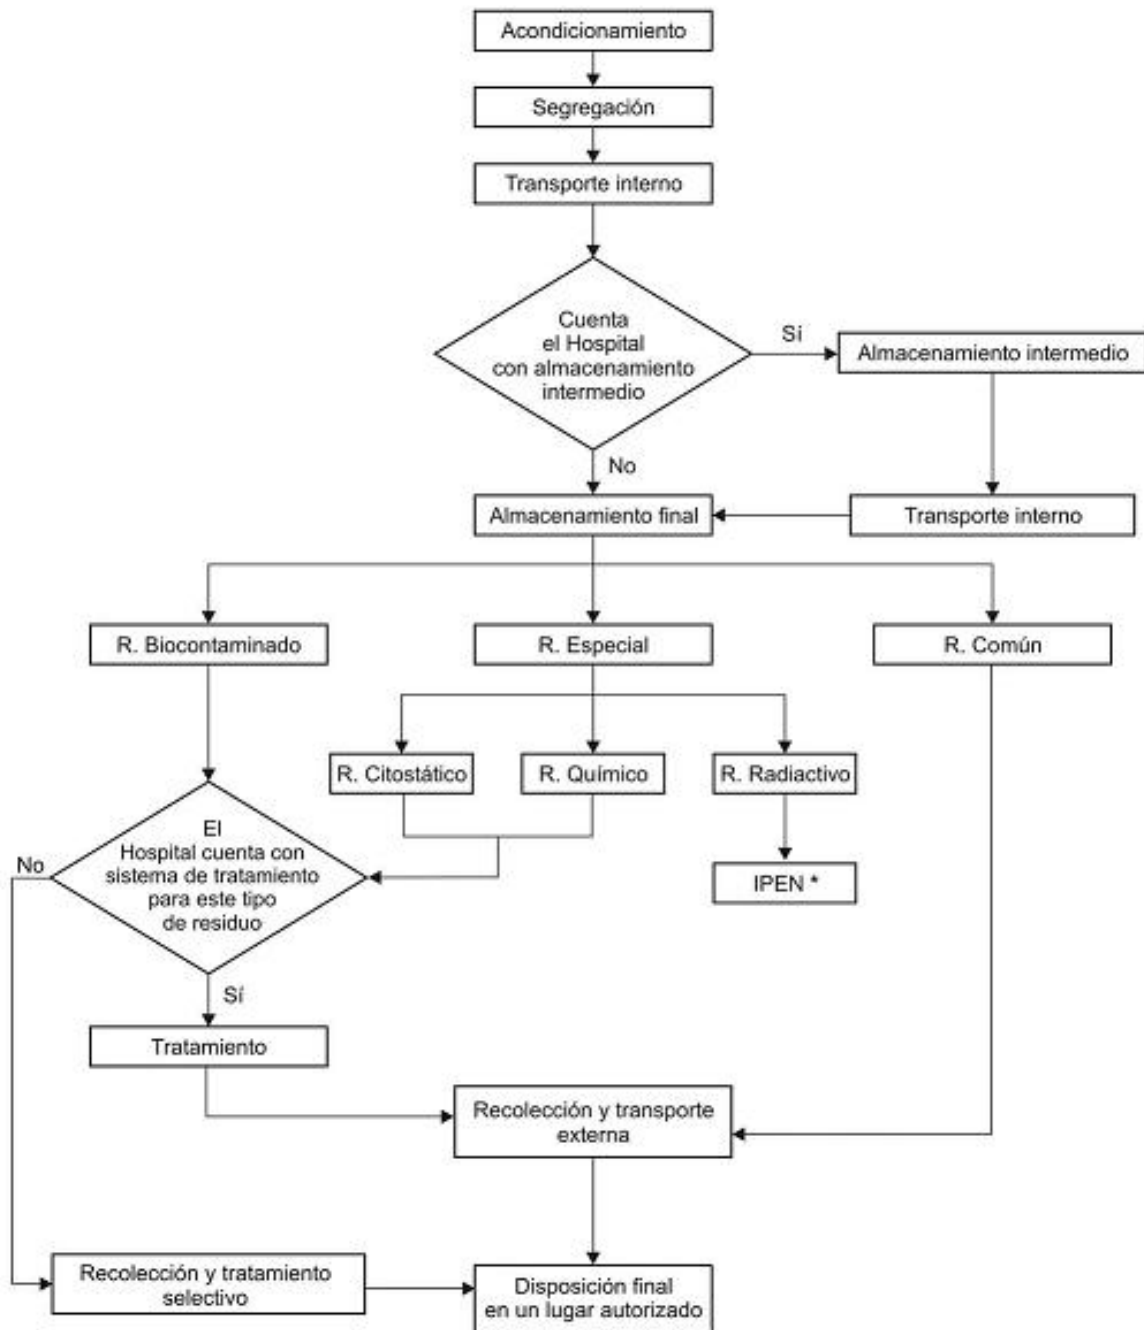 Acondicionamiento
Segregación
Transporte interno
Cuenta
el Hospital
con almacenamiento
intermedio
Sí
Almacenamiento intermedio
No
Almacenamiento final
Transporte interno
R. Biocontaminado
R. Especial
R. Común
R. Citostático
R. Químico
R. Radiactivo
El
Hospital cuenta con
sistema de tratamiento
para este tipo
de residuo
No
IPEN *
Sí
Tratamiento
Recolección y transporte
externa
Recolección y tratamiento
selectivo
Disposición final
en un lugar autorizado